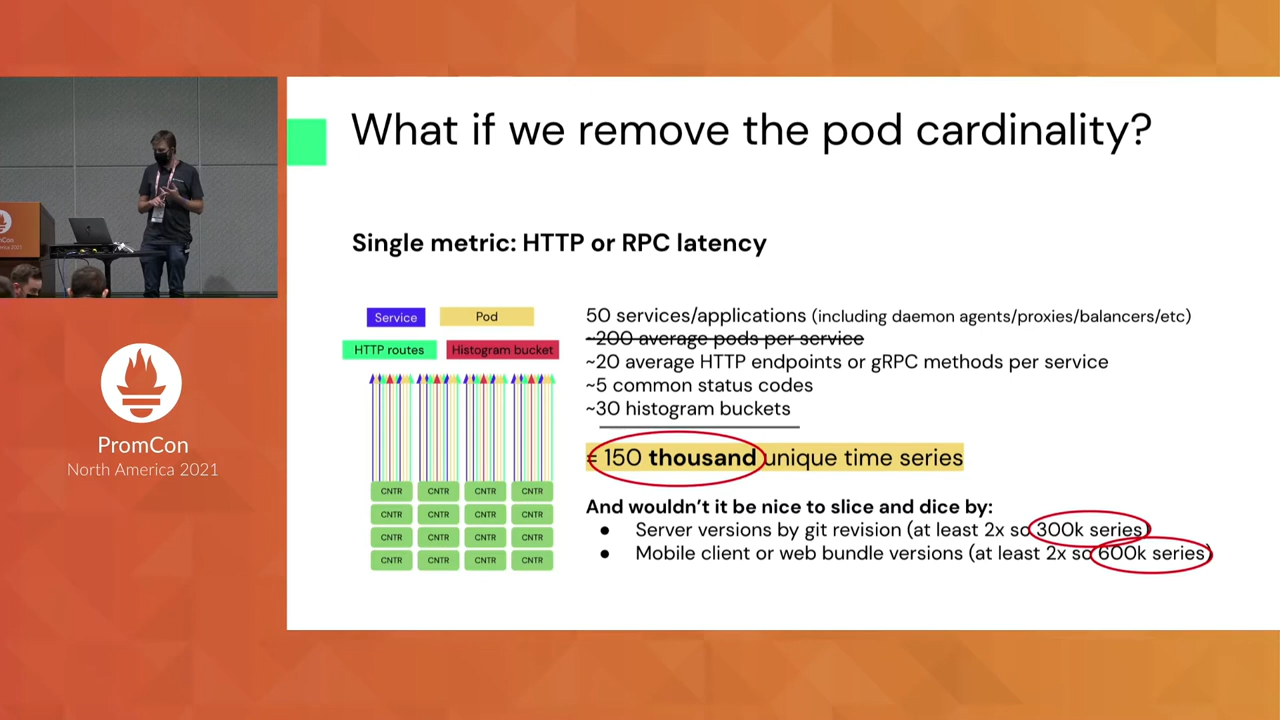 What if we remove the pod cardinality?
Single metric: HTTP or RPC latency
Service
Pod
HTTP routes
Histogram bucket
CNTR CNTR CNTR CNTR
CNTR CNTR CNTR CNTR
CNTR CNTR CNTR CNTR
CNTR CNTR CNTR CNTR
50 services/applications (including daemon agents/proxies/balancers/etc)
~200 average pods per service
~20 average HTTP endpoints or gRPC methods per service
~5 common status codes
~30 histogram buckets
= 150 thousand unique time series
And wouldn't it be nice to slice and dice by:
● Server versions by git revision (at least 2x so 300k series)
● Mobile client or web bundle versions (at least 2x so 600k series)
PromCon
North America 2021